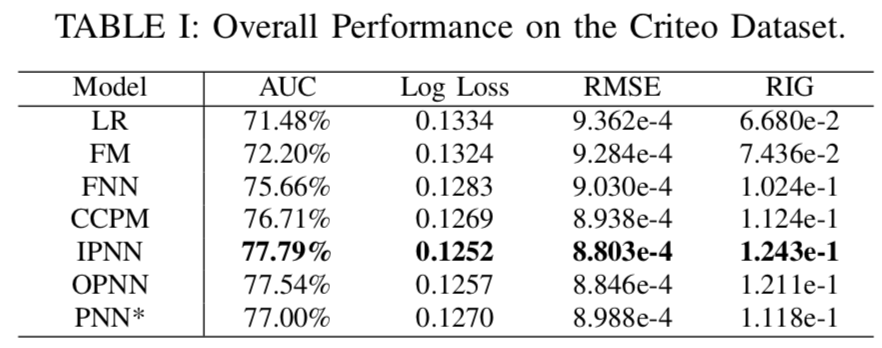 TABLE I: Overall Performance on the Criteo Dataset.
Model AUC Log Loss RMSE RIG
LR 71.48% 0.1334 9.362e-4 6.680e-2
FM 72.20% 0.1324 9.284e-4 7.436e-2
FNN 75.66% 0.1283 9.030e-4 1.024e-1
CCPM 76.71% 0.1269 8.938e-4 1.124e-1
IPNN 77.79% 0.1252 8.803e-4 1.243e-1
OPNN 77.54% 0.1257 8.846e-4 1.211e-1
PNN* 77.00% 0.1270 8.988e-4 1.118e-1